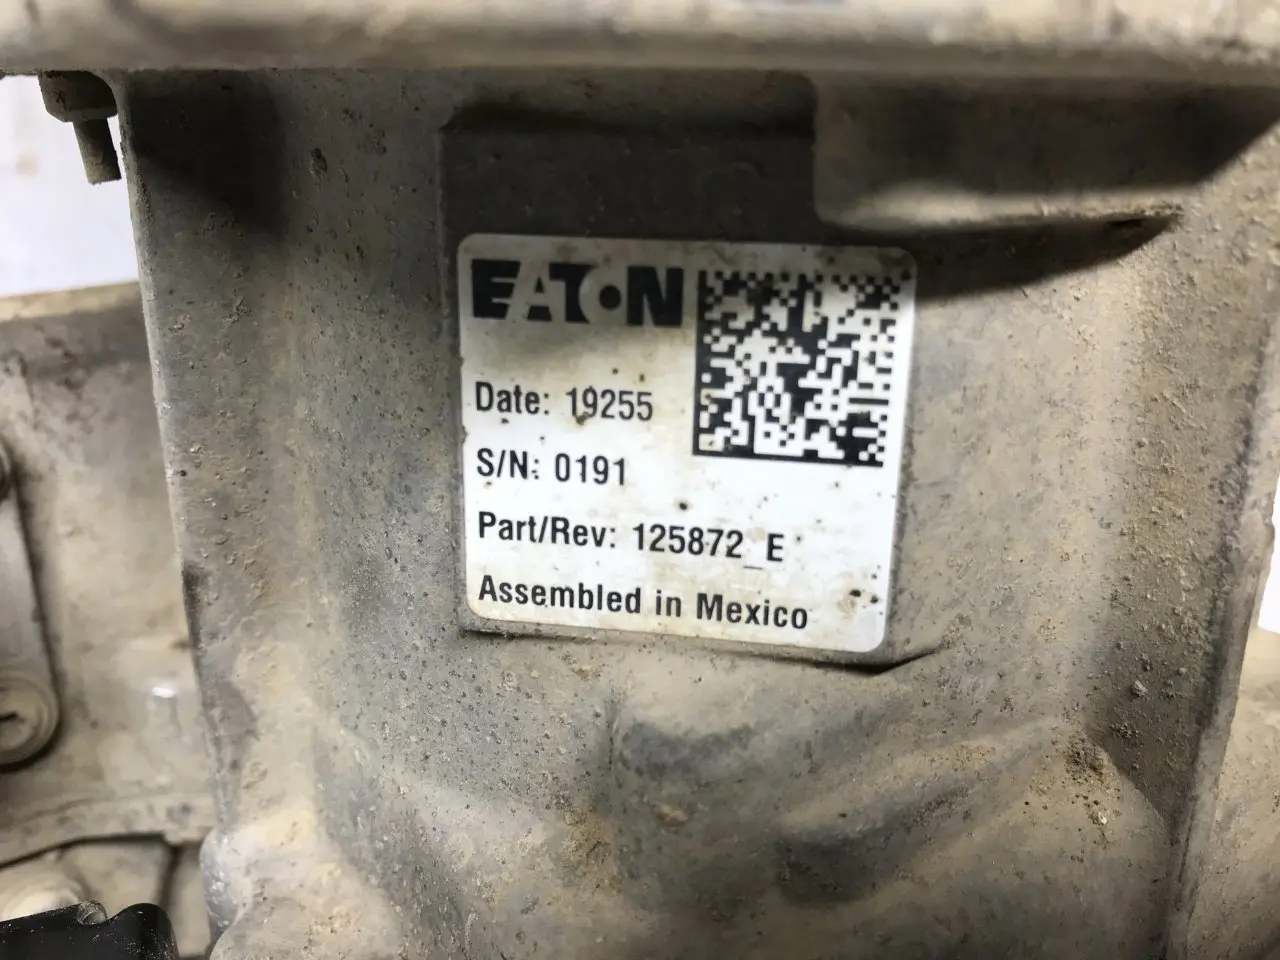 EATON
Date: 19255
S/N: 0191
Part/Rev: 125872_E
Assembled in Mexico